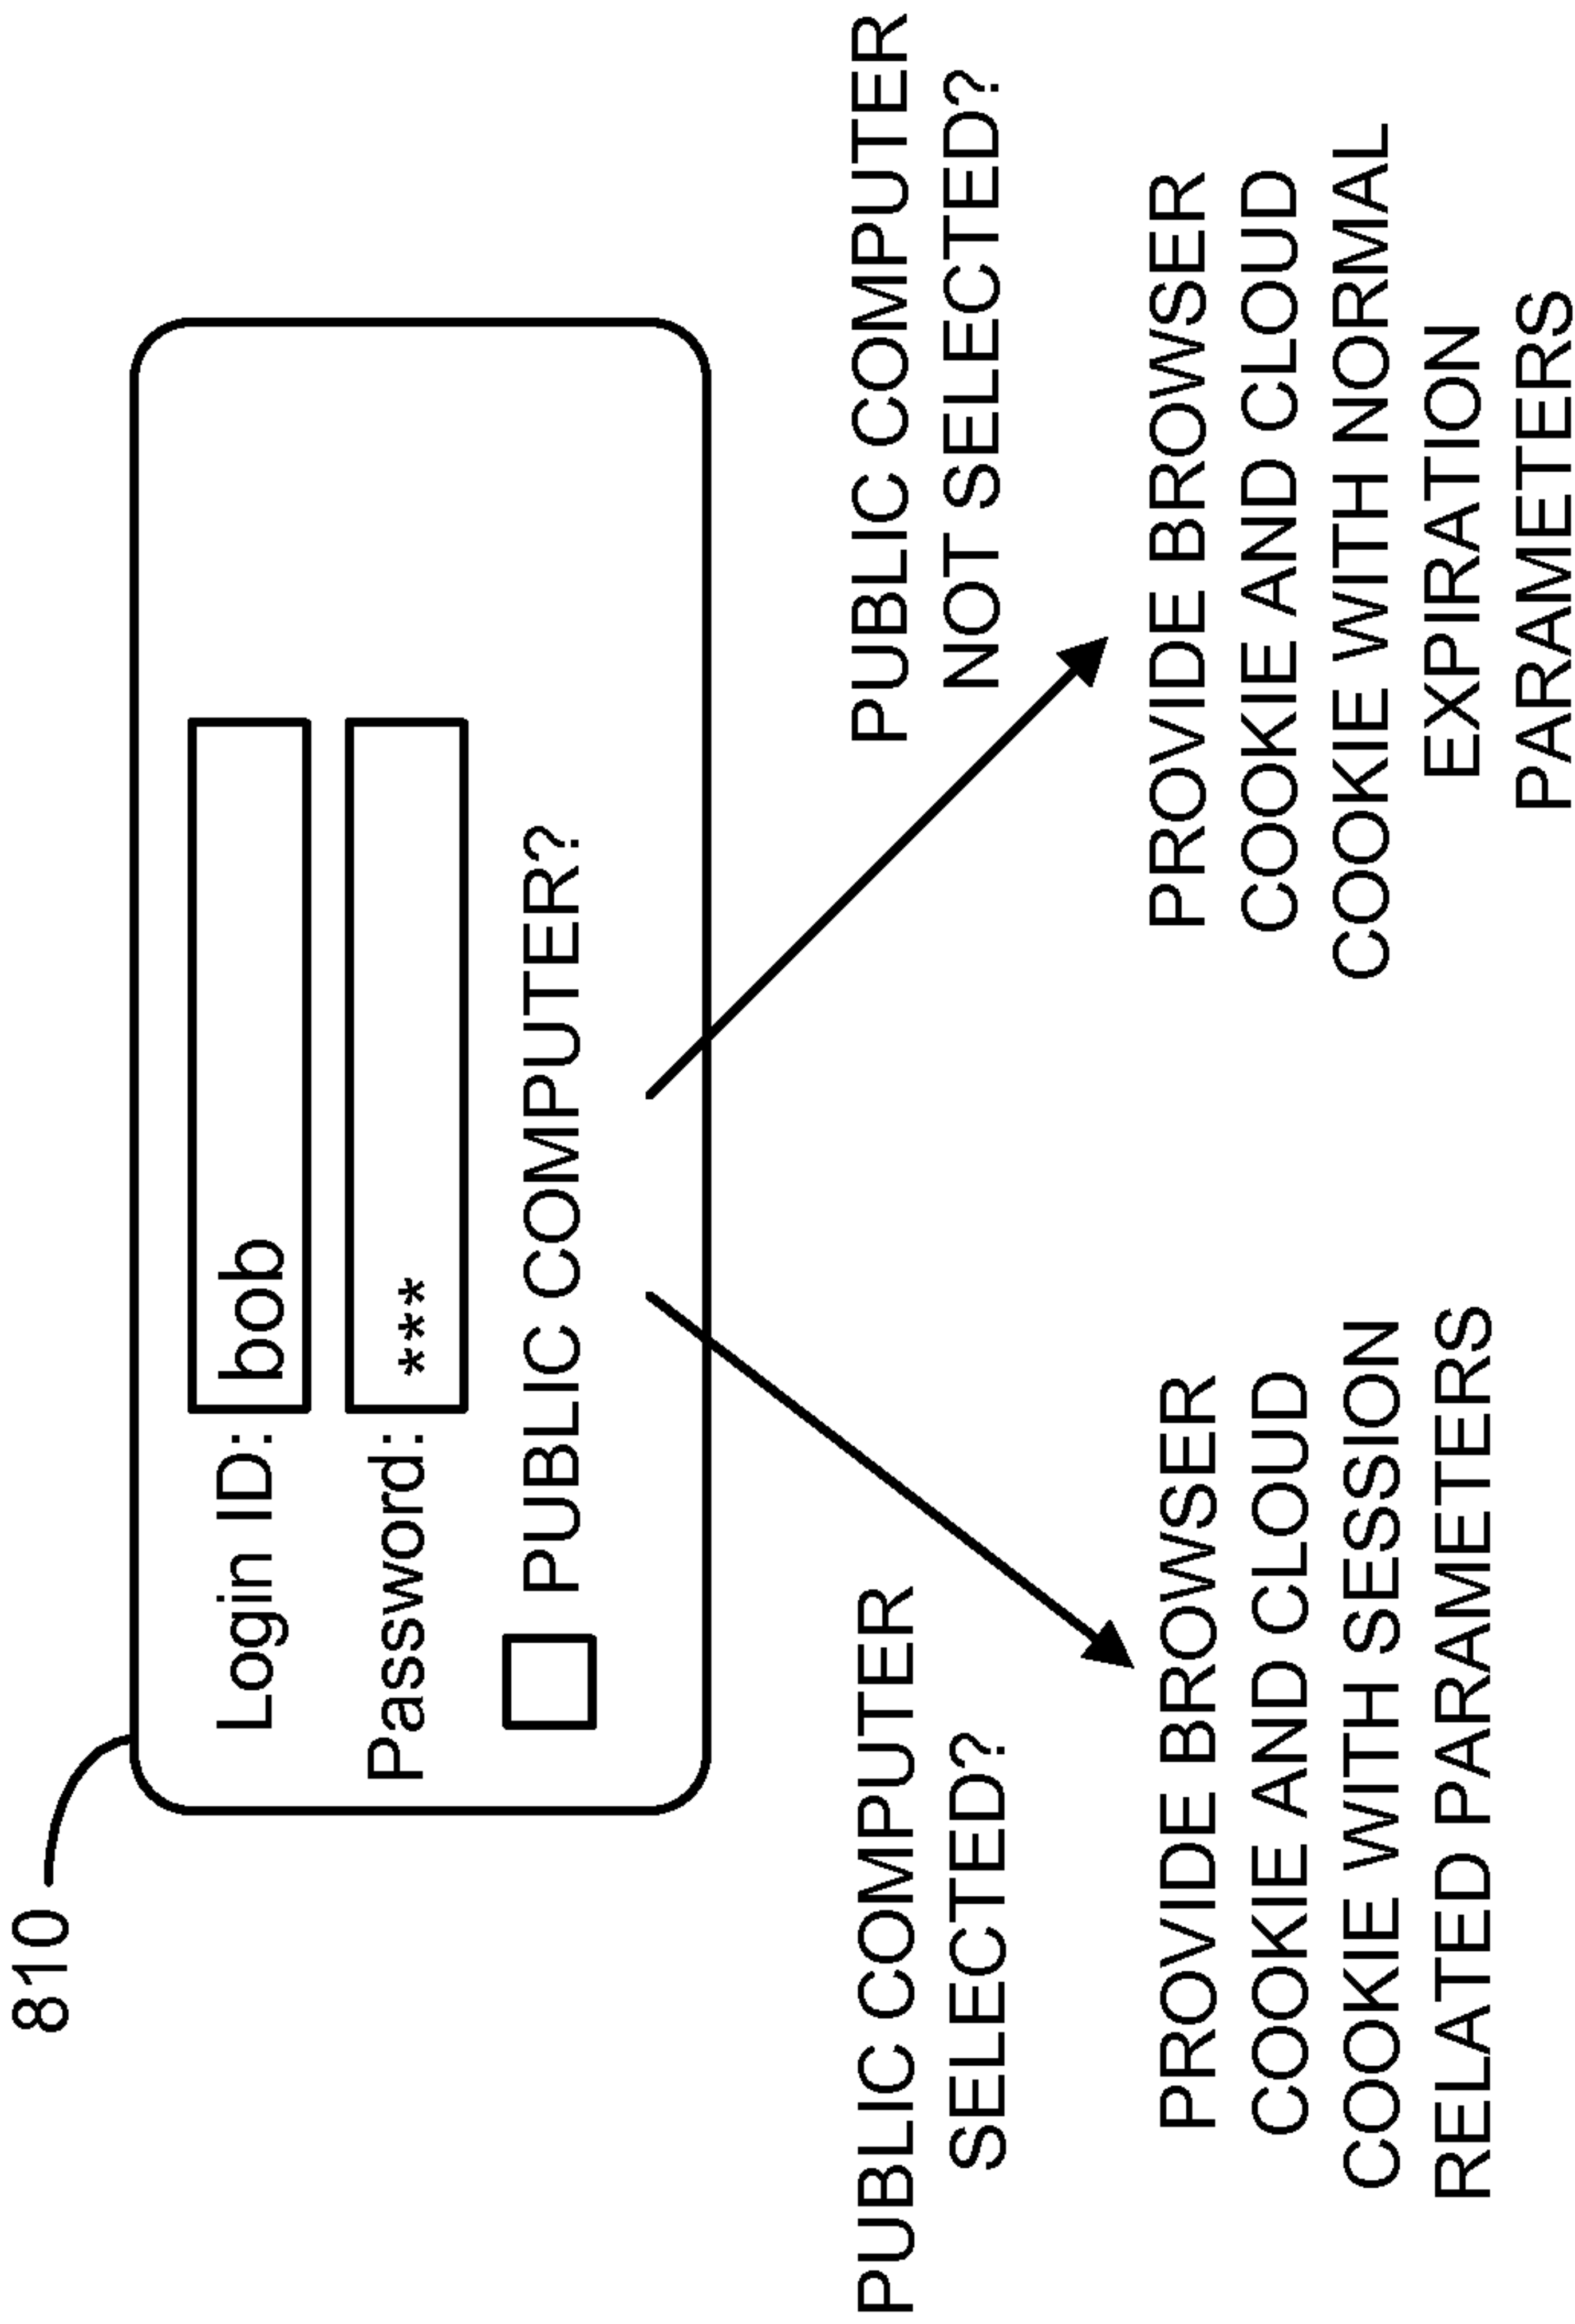 810
Login ID: bob
Password: ***
PUBLIC COMPUTER?
PUBLIC COMPUTER
SELECTED?
PROVIDE BROWSER
COOKIE AND CLOUD
COOKIE WITH SESSION
RELATED PARAMETERS
PUBLIC COMPUTER
NOT SELECTED?
PROVIDE BROWSER
COOKIE AND CLOUD
COOKIE WITH NORMAL
EXPIRATION
PARAMETERS